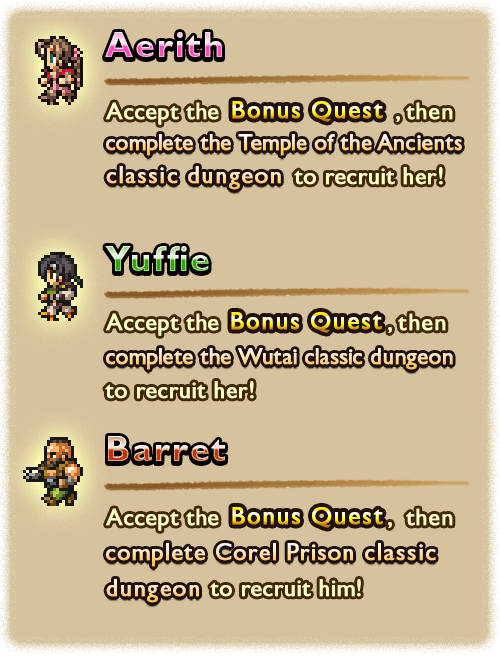 Aerith
Accept the Bonus Quest , then
complete the Temple of the Ancients
classic dungeon to recruit her!
Yuffie
Accept the Bonus Quest, then
complete the Wutai classic dungeon
to recruit her!
Barret
Accept the Bonus Quest, then
complete Corel Prison classic
dungeon to recruit him!